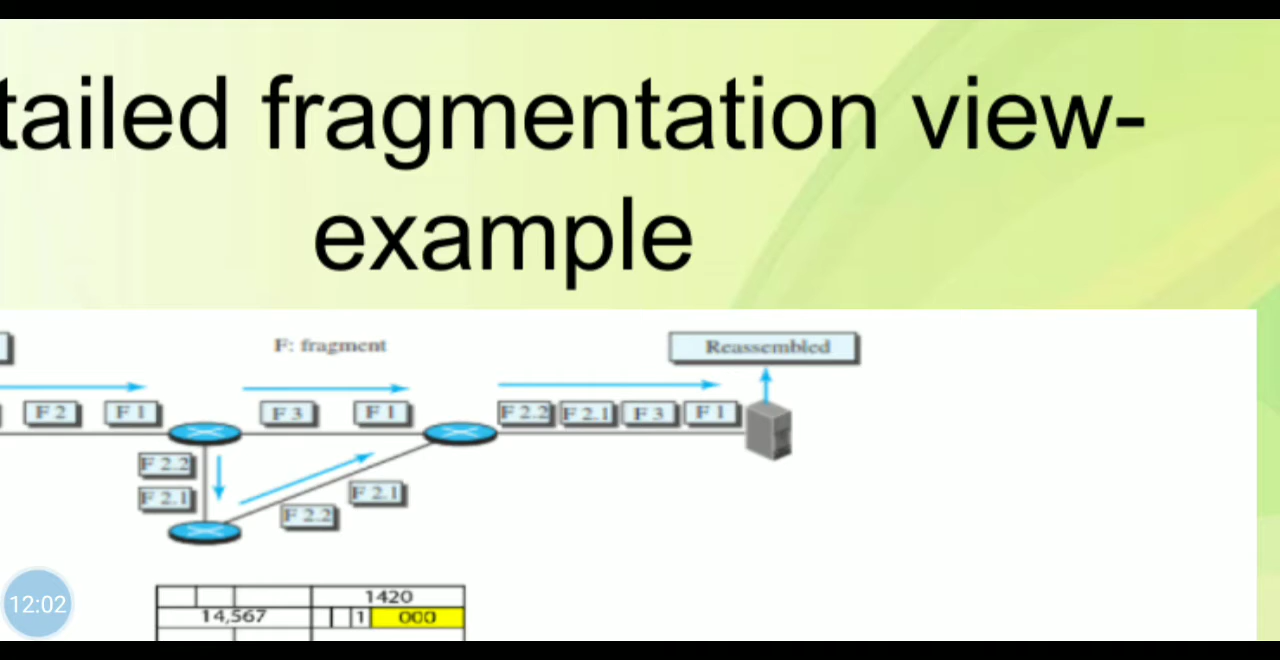 tailed fragmentation view-
example
F: fragment
Reassembled
F 2
F 1
F 3
F 1
F 2.2
F 2.1
F 3
F 1
F 2.2
F 2.1
F 2.1
F 2.2
12:02
1420
14,567
1
000